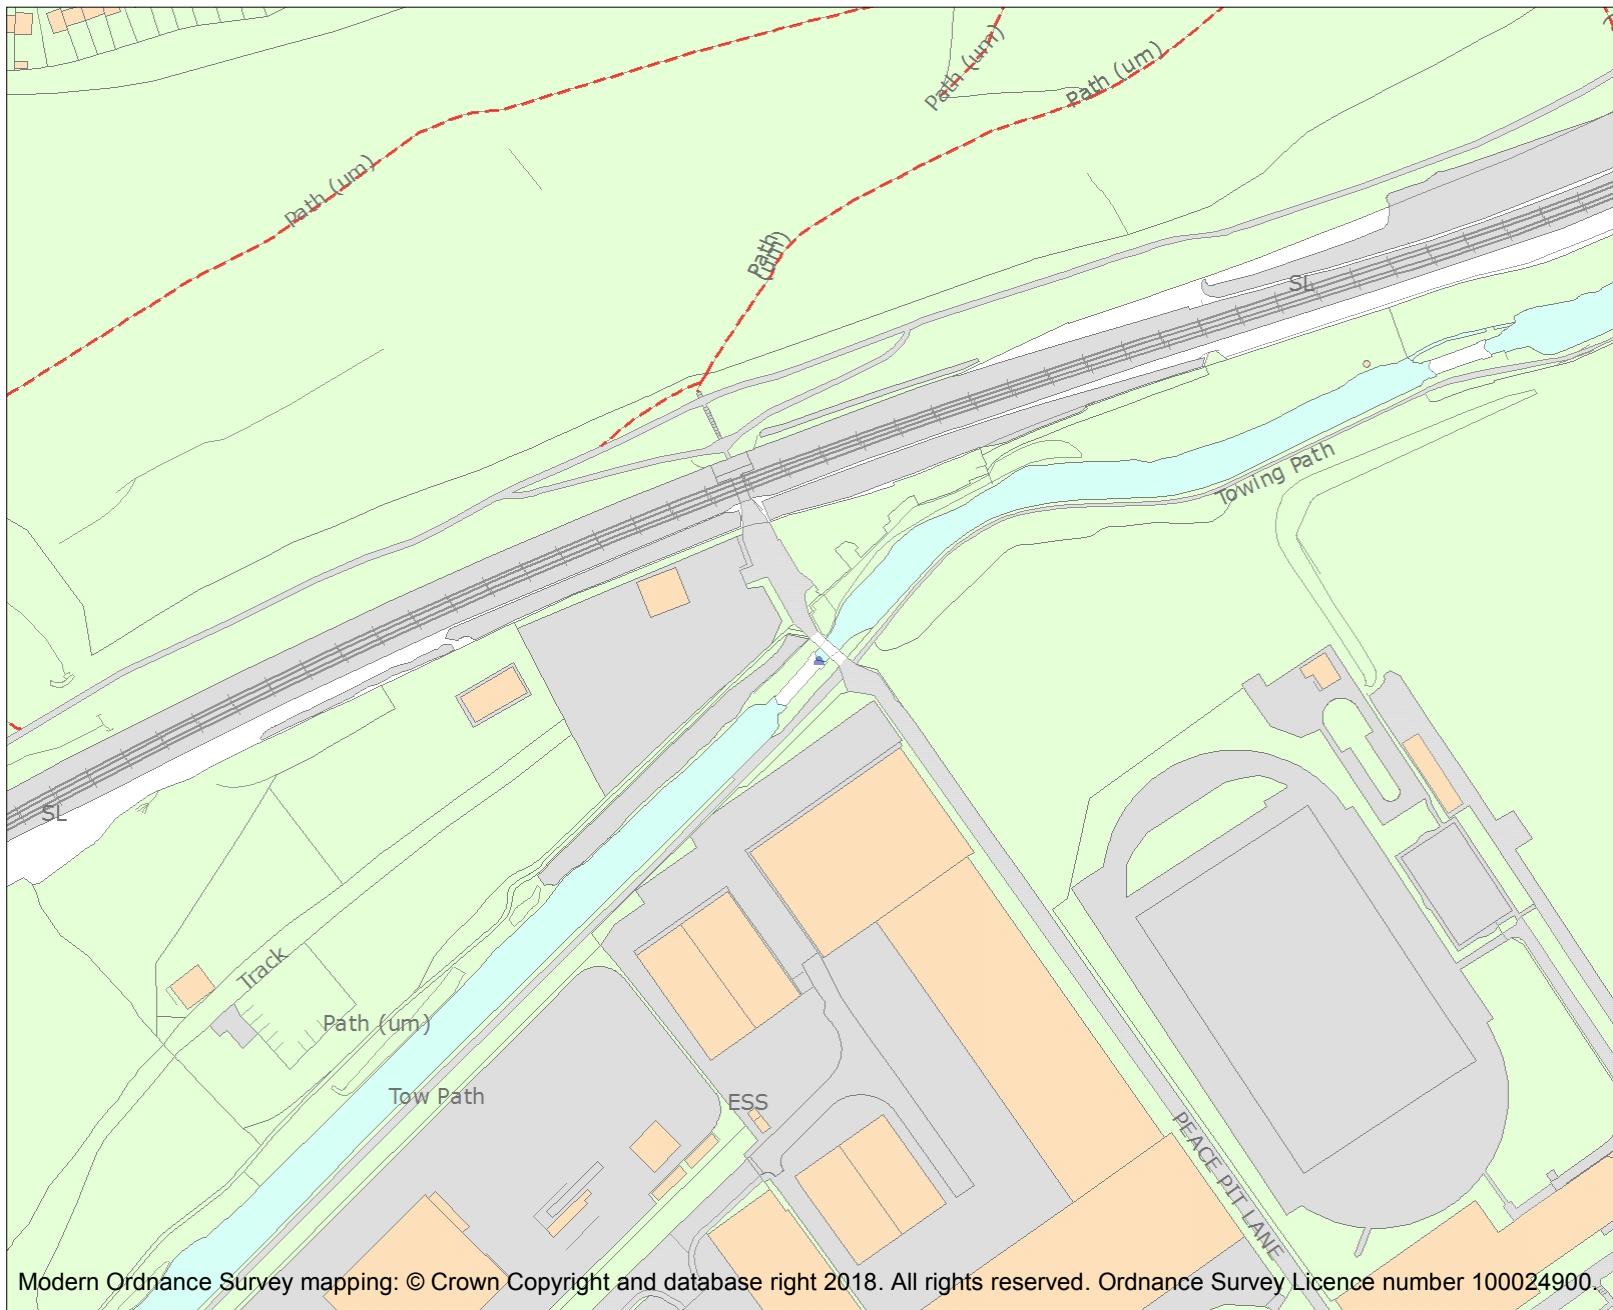 Path (um)
Path (um)
Path (um)
Path
(um)
SL
Towing Path
SL
Track
Path (um)
Tow Path
ESS
PEACE PIT LANE
Modern Ordnance Survey mapping: © Crown Copyright and database right 2018. All rights reserved. Ordnance Survey Licence number 100024900.